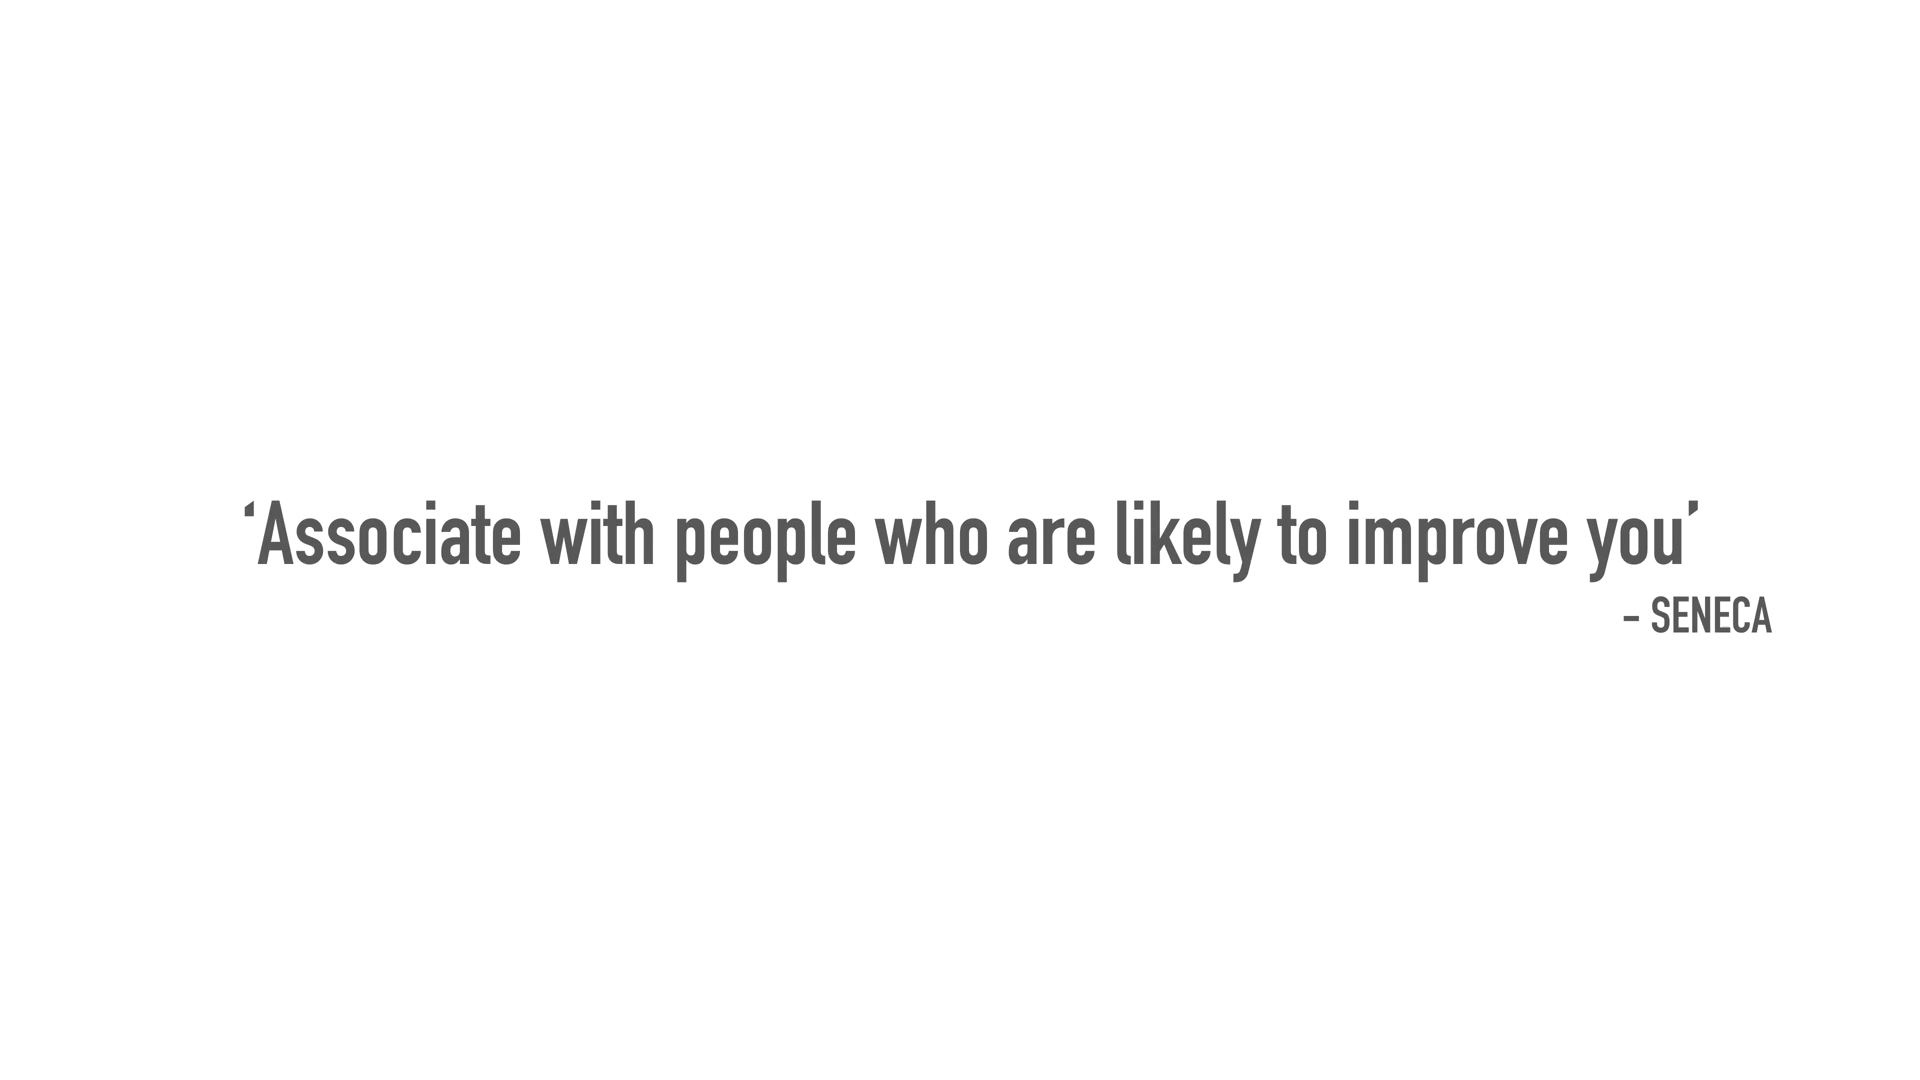 ‘Associate with people who are likely to improve you’
– SENECA